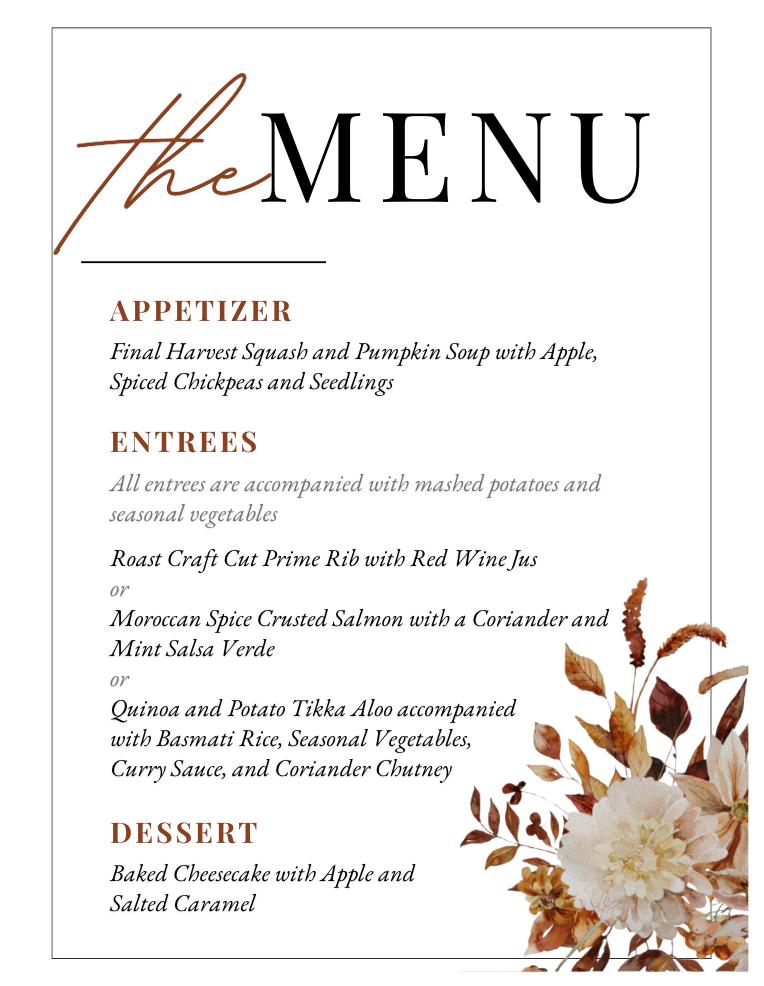 the MENU
APPETIZER
Final Harvest Squash and Pumpkin Soup with Apple,
Spiced Chickpeas and Seedlings
ENTREES
All entrees are accompanied with mashed potatoes and
seasonal vegetables
Roast Craft Cut Prime Rib with Red Wine Jus
or
Moroccan Spice Crusted Salmon with a Coriander and
Mint Salsa Verde
or
Quinoa and Potato Tikka Aloo accompanied
with Basmati Rice, Seasonal Vegetables,
Curry Sauce, and Coriander Chutney
DESSERT
Baked Cheesecake with Apple and
Salted Caramel